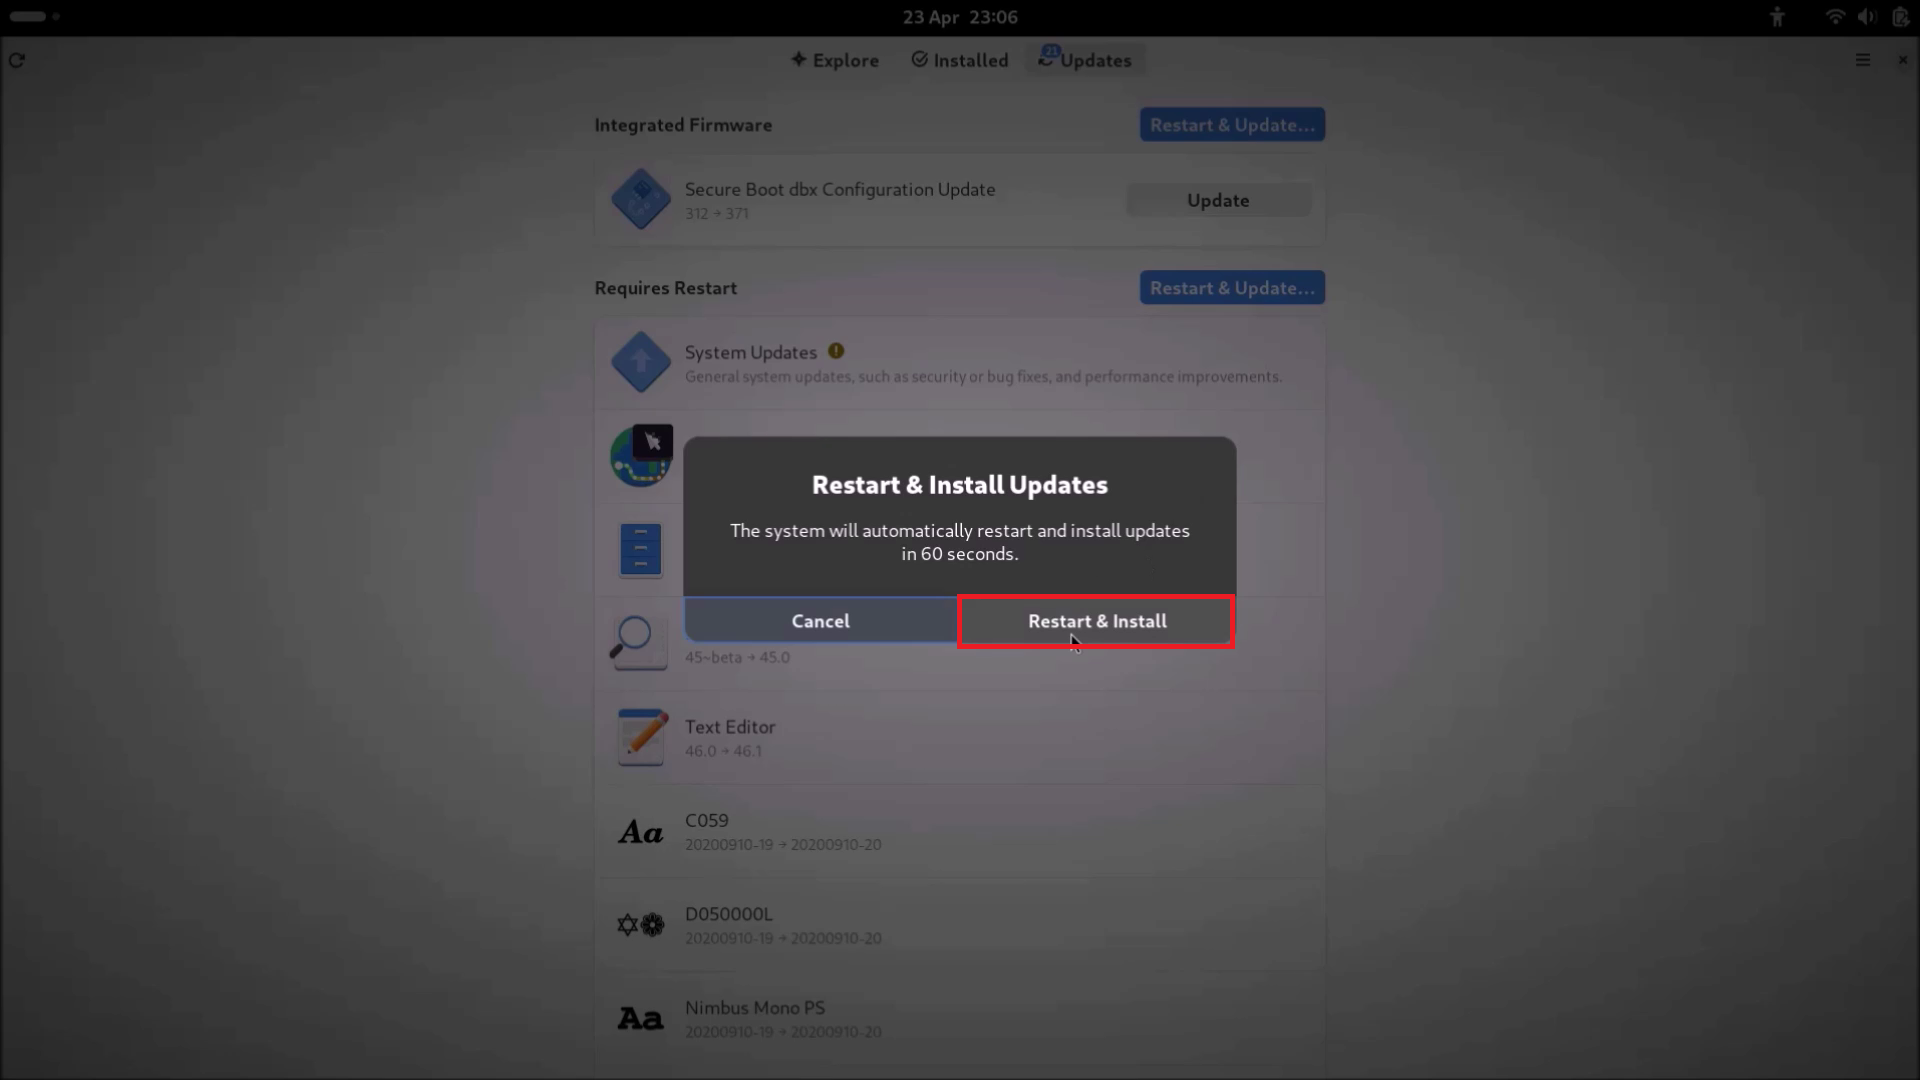 23 Apr 23:06
Explore
Installed
21
Updates
Integrated Firmware
Restart & Update...
Secure Boot dbx Configuration Update
312 → 371
Update
Requires Restart
Restart & Update...
System Updates
General system updates, such as security or bug fixes, and performance improvements.
Restart & Install Updates
The system will automatically restart and install updates
in 60 seconds.
Cancel
Restart & Install
45~beta → 45.0
Text Editor
46.0 → 46.1
Aa
C059
20200910-19 → 20200910-20
D050000L
20200910-19 → 20200910-20
Aa
Nimbus Mono PS
20200910-19 → 20200910-20